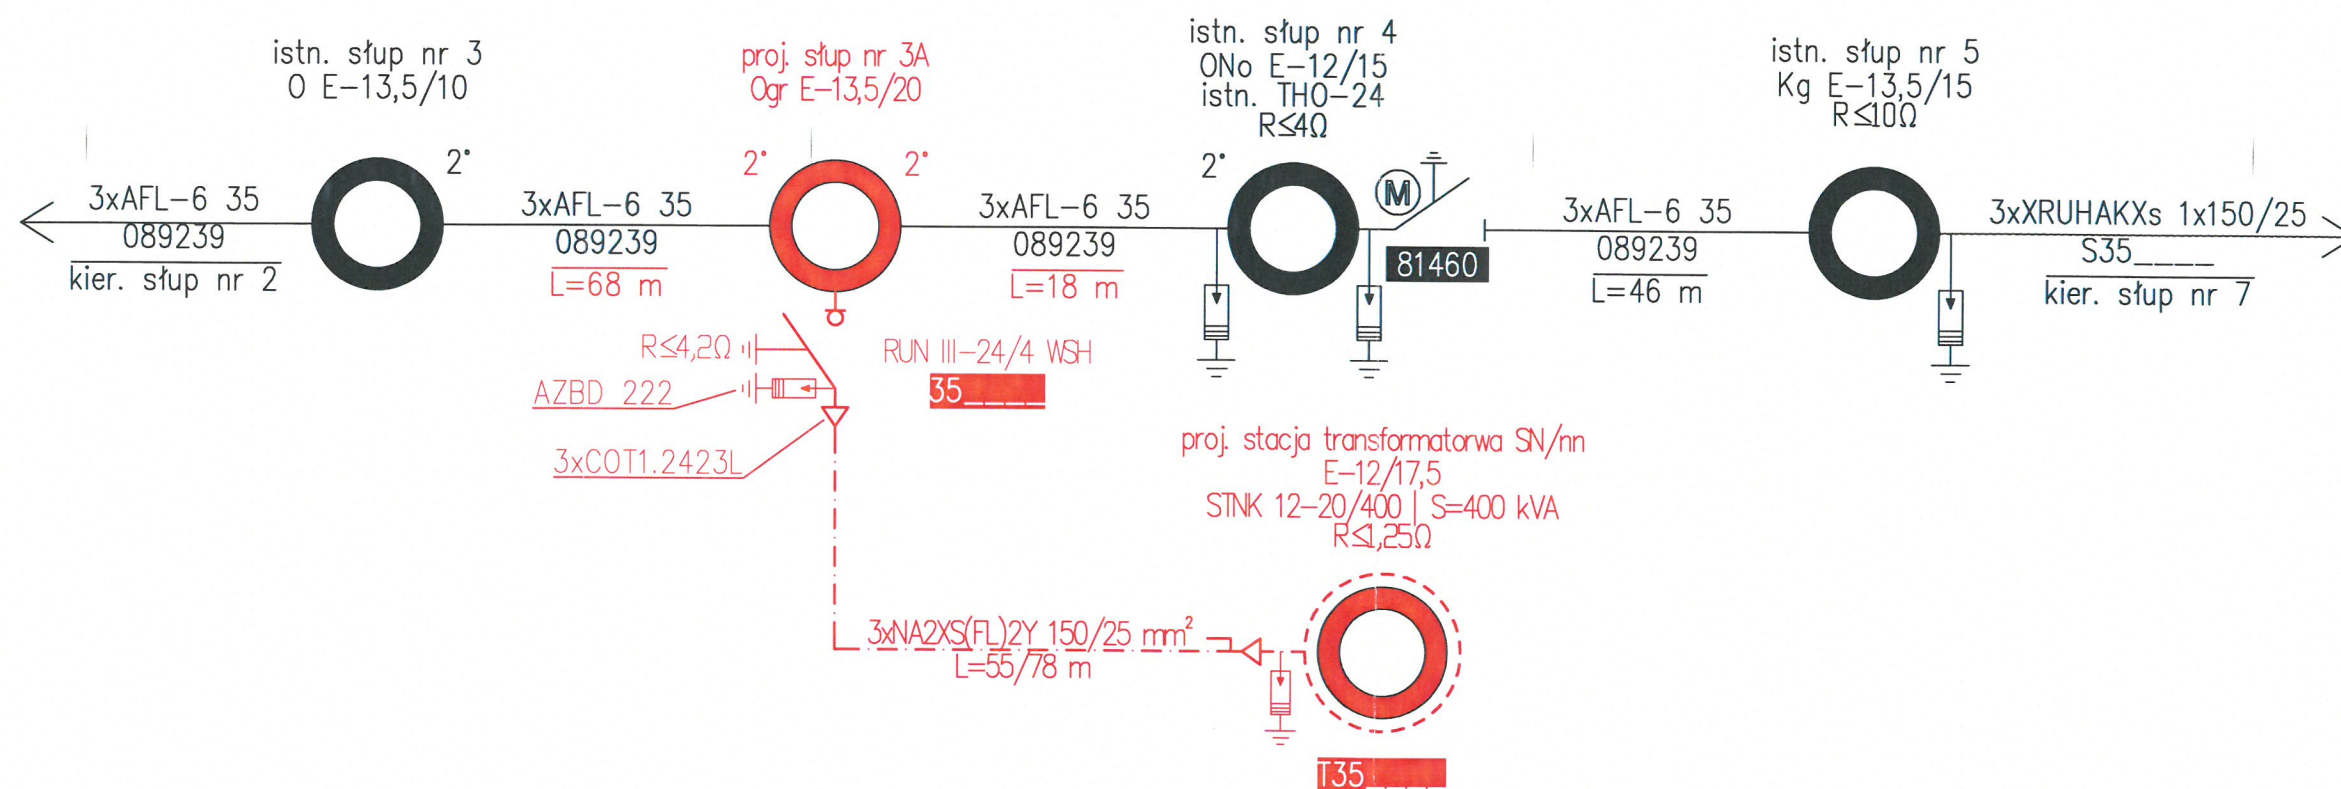 istn. słup nr 3
O E-13,5/10
proj. słup nr 3A
Ogr E-13,5/20
istn. słup nr 4
ONo E-12/15
istn. THO-24
R≤4Ω
istn. słup nr 5
Kg E-13,5/15
R≤10Ω
2°
2°
2°
2°
M
3xAFL-6 35
089239
kier. słup nr 2
3xAFL-6 35
089239
L=68 m
3xAFL-6 35
089239
L=18 m
81460
3xAFL-6 35
089239
L=46 m
3xXRUHAKXs 1x150/25
S35____
kier. słup nr 7
R≤4,2Ω
RUN III-24/4 WSH
35____
AZBD 222
3xCOT1.2423L
proj. stacja transformatorwa SN/nn
E-12/17,5
STNK 12-20/400 | S=400 kVA
R≤1,25Ω
3xNA2XS(FL)2Y 150/25 mm²
L=55/78 m
T35____